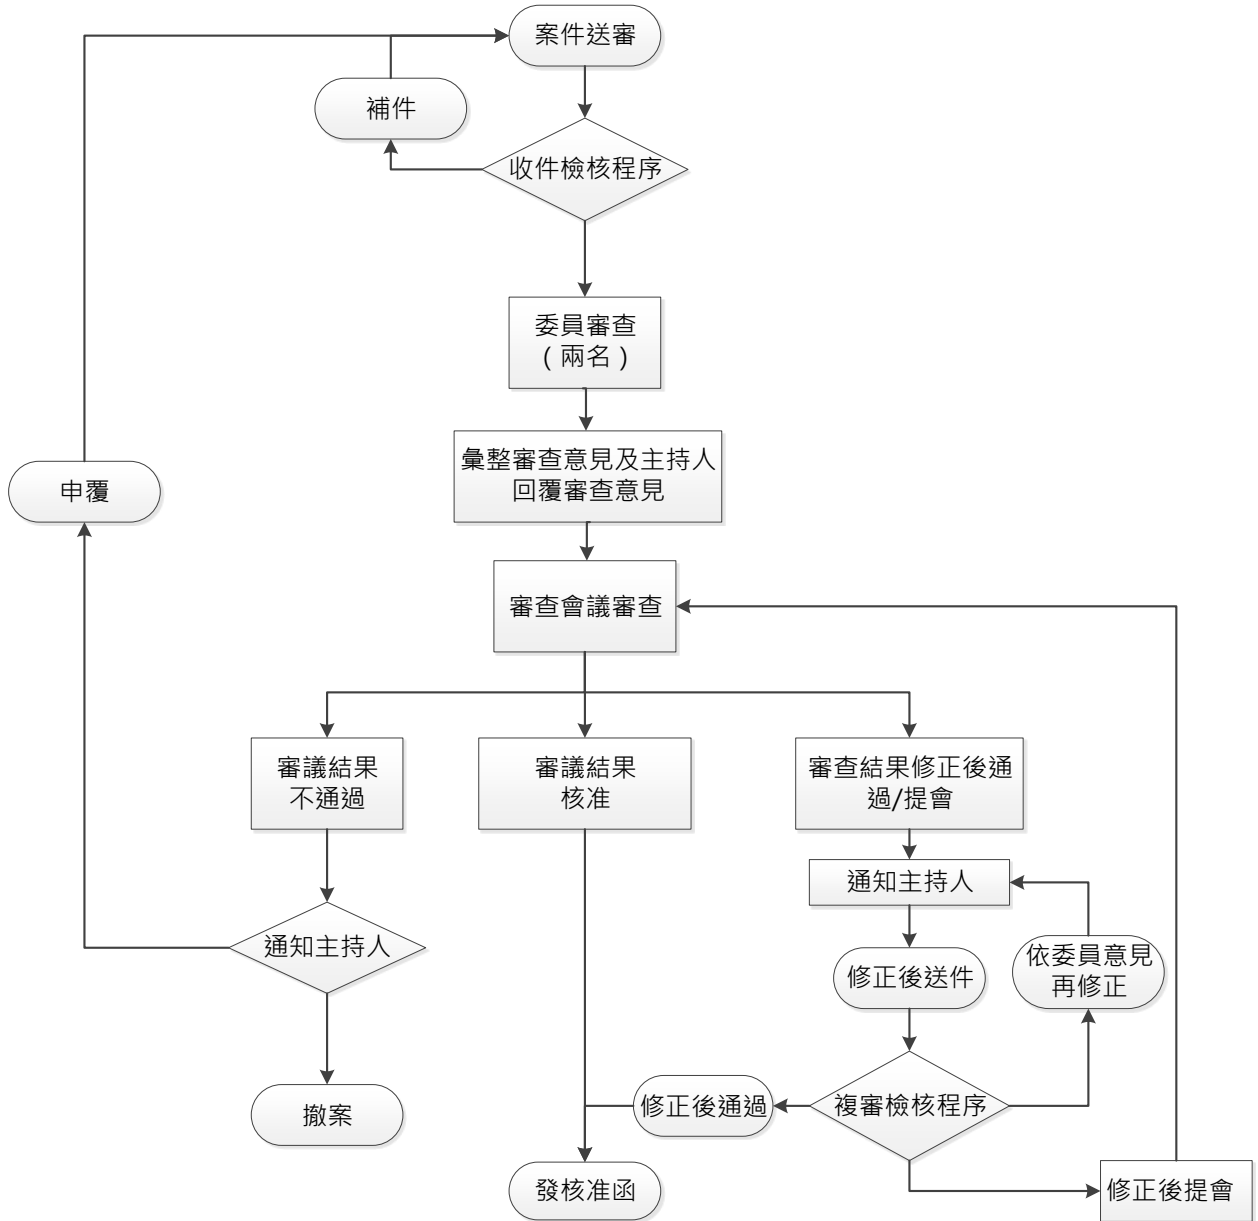 案件送審
補件
收件檢核程序
委員審查
(兩名)
彙整審查意見及主持人
回覆審查意見
申覆
審查會議審查
審議結果
不通過
審議結果
核准
審查結果修正後通
過/提會
通知主持人
通知主持人
依委員意見
再修正
修正後送件
撤案
修正後通過
複審檢核程序
發核准函
修正後提會